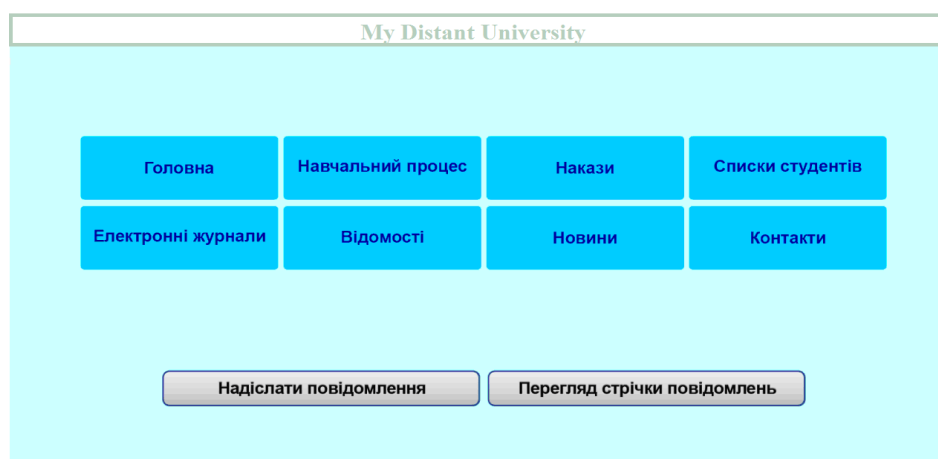 My Distant University
Головна
Навчальний процес
Накази
Списки студентів
Електронні журнали
Відомості
Новини
Контакти
Надіслати повідомлення
Перегляд стрічки повідомлень